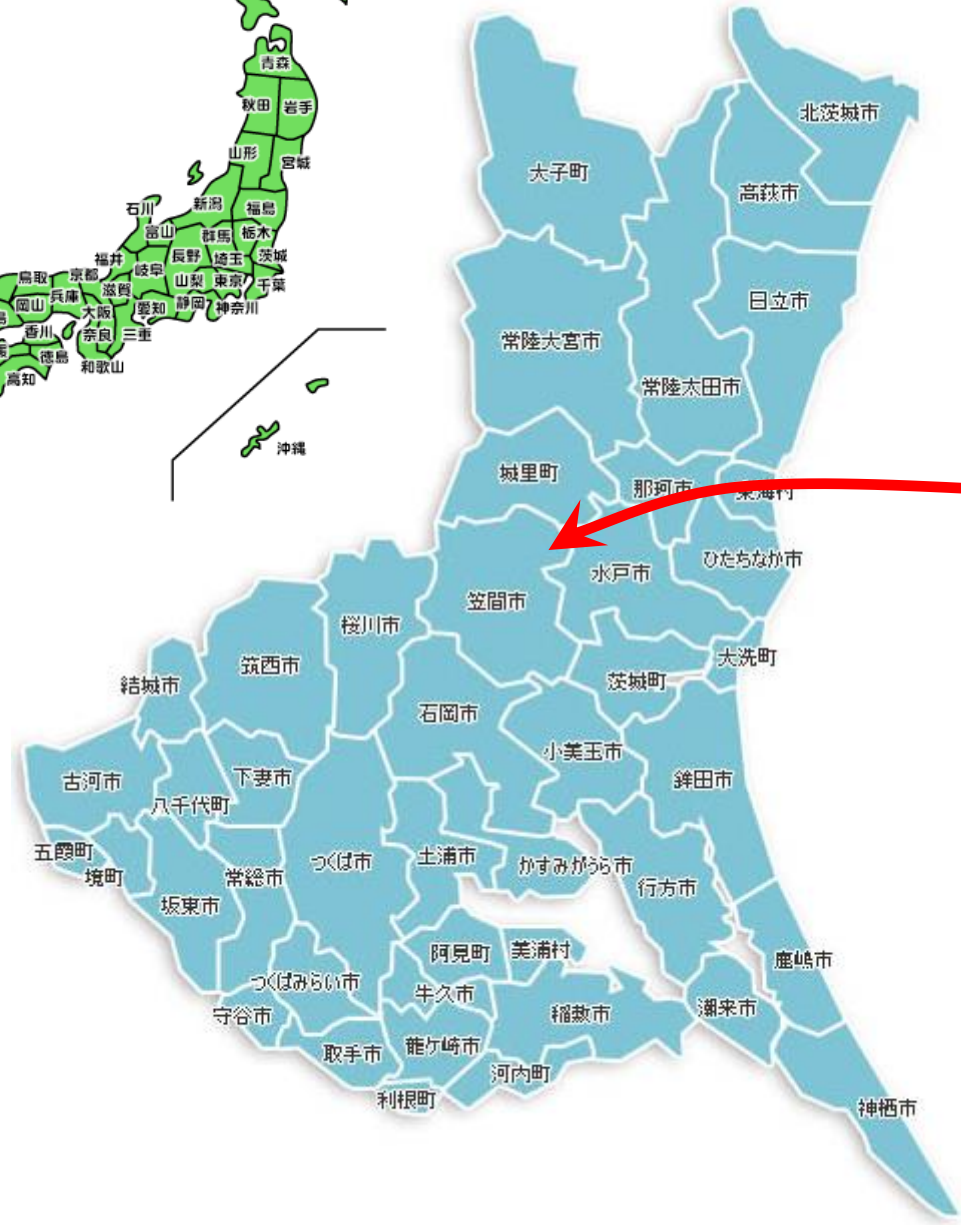 青森
秋田
岩手
山形
宮城
石川
新潟
福島
富山
群馬
栃木
福井
長野
埼玉
茨城
鳥取
京都
岐阜
山梨
東京
千葉
岡山
兵庫
滋賀
大阪
愛知
静岡
神奈川
香川
奈良
三重
徳島
和歌山
高知
沖縄
北茨城市
大子町
高萩市
日立市
常陸大宮市
常陸太田市
城里町
那珂市
東海村
ひたちなか市
水戸市
笠間市
桜川市
大洗町
筑西市
茨城町
結城市
石岡市
小美玉市
古河市
下妻市
鉾田市
八千代町
五霞町
境町
つくば市
土浦市
かすみがうら市
常総市
行方市
坂東市
阿見町
美浦村
鹿嶋市
つくばみらい市
牛久市
潮来市
守谷市
稲敷市
取手市
龍ケ崎市
河内町
利根町
神栖市